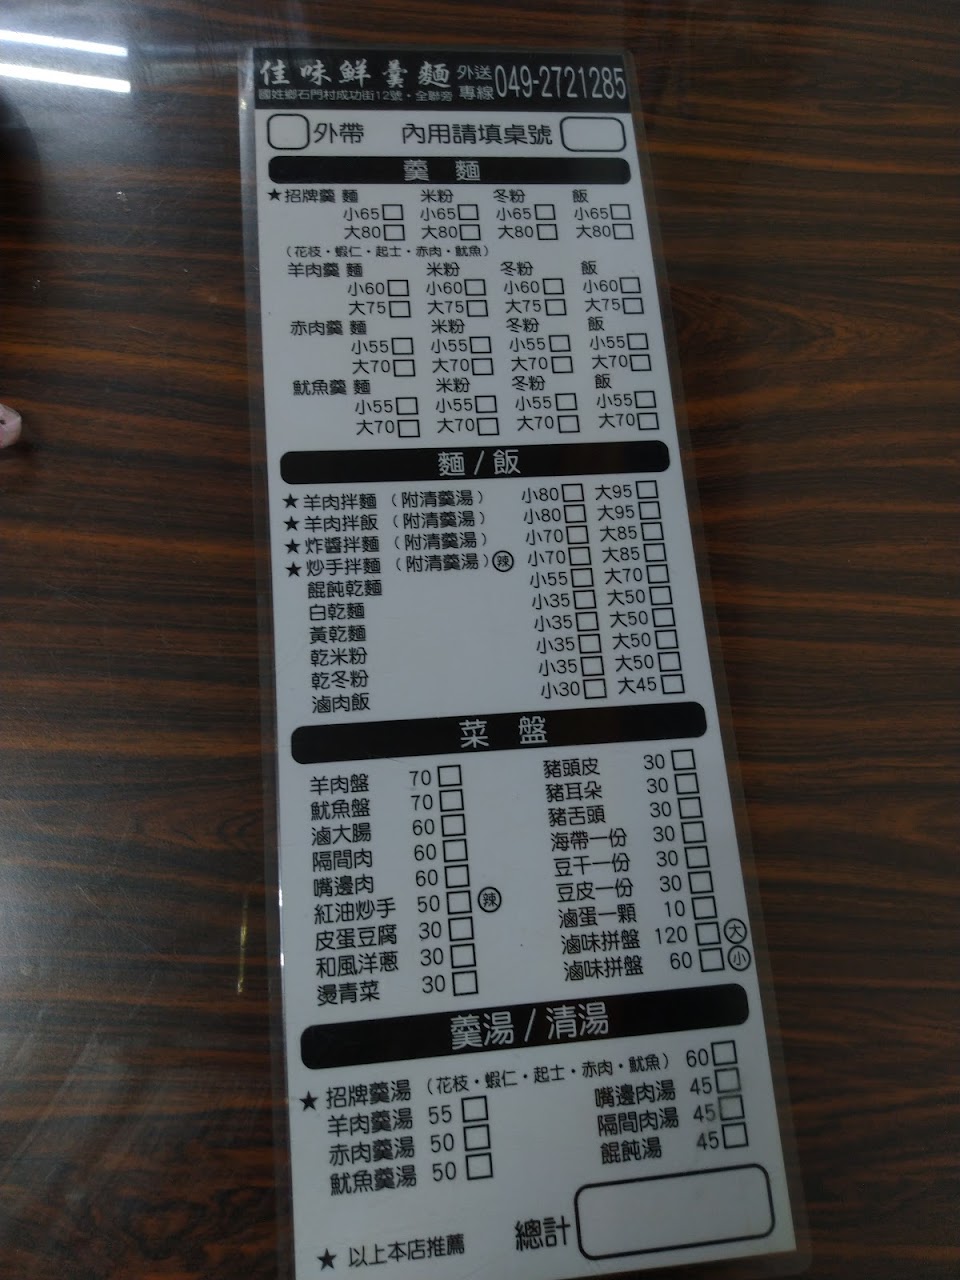 佳味鮮羹麵 外送專線 049-2721285
國姓鄉石門村成功街12號・全聯旁
外帶 內用請填桌號
羹 麵
★招牌羹 麵 米粉 冬粉 飯
小65□ 小65□ 小65□ 小65□
大80□ 大80□ 大80□ 大80□
（花枝・蝦仁・起士・赤肉・魷魚）
羊肉羹 麵 米粉 冬粉 飯
小60□ 小60□ 小60□ 小60□
大75□ 大75□ 大75□ 大75□
赤肉羹 麵 米粉 冬粉 飯
小55□ 小55□ 小55□ 小55□
大70□ 大70□ 大70□ 大70□
魷魚羹 麵 米粉 冬粉 飯
小55□ 小55□ 小55□ 小55□
大70□ 大70□ 大70□ 大70□
麵 / 飯
★羊肉拌麵（附清羹湯） 小80□ 大95□
★羊肉拌飯（附清羹湯） 小80□ 大95□
★炸醬拌麵（附清羹湯） 小70□ 大85□
★炒手拌麵（附清羹湯）辣 小70□ 大85□
餛飩乾麵 小55□ 大70□
白乾麵 小35□ 大50□
黃乾麵 小35□ 大50□
乾米粉 小35□ 大50□
乾冬粉 小35□ 大50□
滷肉飯 小30□ 大45□
菜 盤
羊肉盤 70□ 豬頭皮 30□
魷魚盤 70□ 豬耳朵 30□
滷大腸 60□ 豬舌頭 30□
隔間肉 60□ 海帶一份 30□
嘴邊肉 60□ 豆干一份 30□
紅油炒手 50□辣 豆皮一份 30□
皮蛋豆腐 30□ 滷蛋一顆 10□
和風洋蔥 30□ 滷味拼盤 120□大
燙青菜 30□ 滷味拼盤 60□小
羹湯 / 清湯
★招牌羹湯（花枝・蝦仁・起士・赤肉・魷魚） 60□
羊肉羹湯 55□ 嘴邊肉湯 45□
赤肉羹湯 50□ 隔間肉湯 45□
魷魚羹湯 50□ 餛飩湯 45□
★ 以上本店推薦 總計